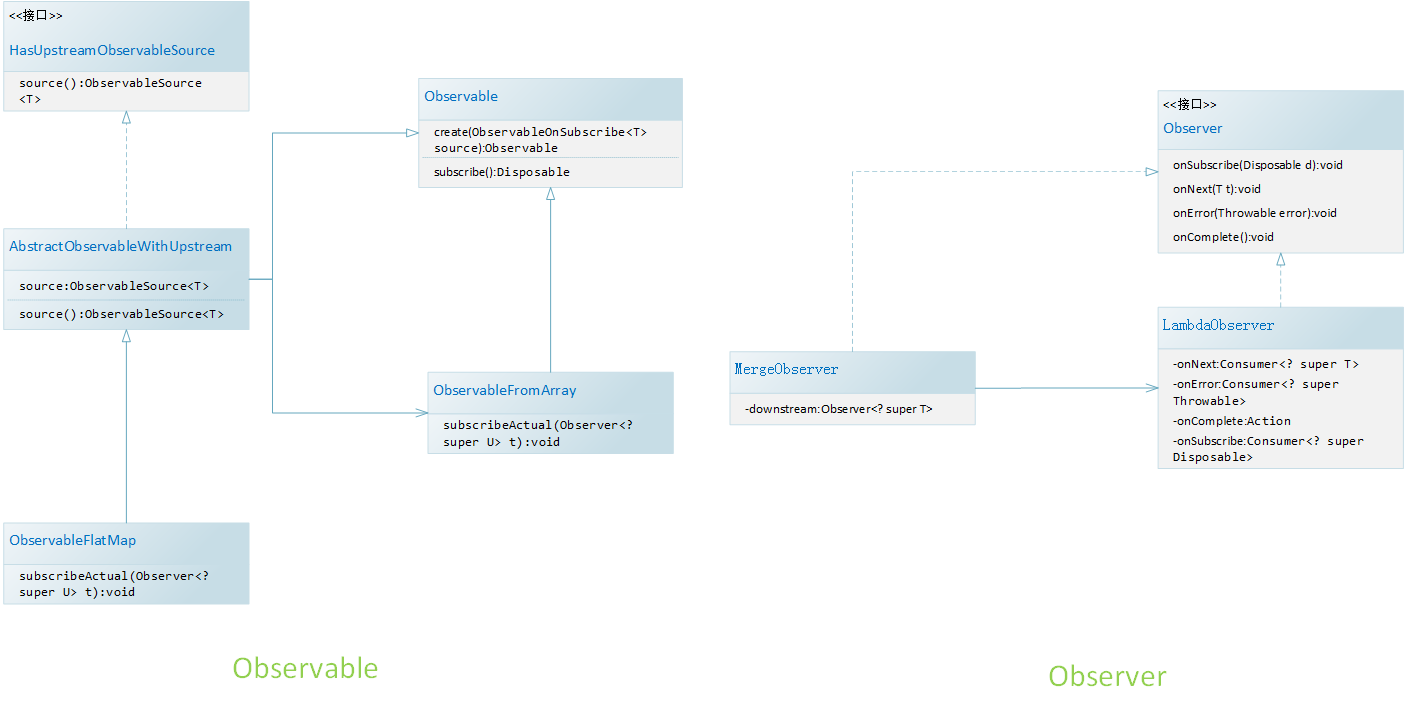 <<接口>>
HasUpstreamObservableSource
source():ObservableSource
<T>
AbstractObservableWithUpstream
source:ObservableSource<T>
source():ObservableSource<T>
ObservableFlatMap
subscribeActual(Observer<?
super U> t):void
Observable
create(ObservableOnSubscribe<T>
source):Observable
subscribe():Disposable
ObservableFromArray
subscribeActual(Observer<?
super U> t):void
Observable
MergeObserver
-downstream:Observer<? super T>
<<接口>>
Observer
onSubscribe(Disposable d):void
onNext(T t):void
onError(Throwable error):void
onComplete():void
LambdaObserver
-onNext:Consumer<? super T>
-onError:Consumer<? super
Throwable>
-onComplete:Action
-onSubscribe:Consumer<? super
Disposable>
Observer